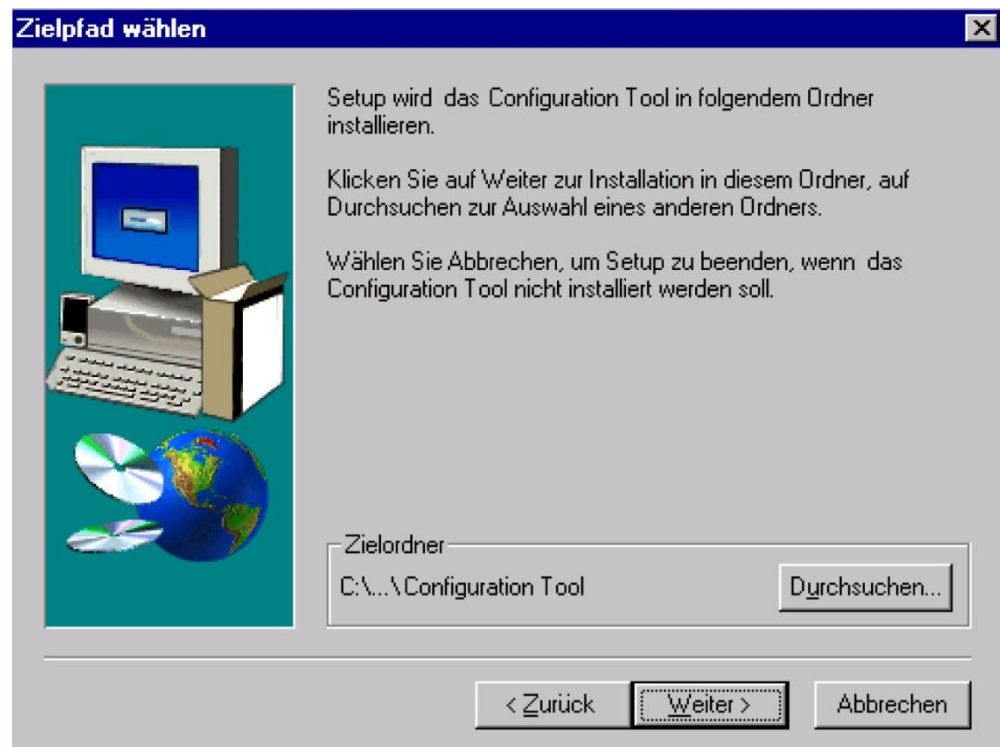 Zielpfad wählen
Setup wird das Configuration Tool in folgendem Ordner
installieren.
Klicken Sie auf Weiter zur Installation in diesem Ordner, auf
Durchsuchen zur Auswahl eines anderen Ordners.
Wählen Sie Abbrechen, um Setup zu beenden, wenn das
Configuration Tool nicht installiert werden soll.
Zielordner
C:\...\Configuration Tool
Durchsuchen...
< Zurück
Weiter >
Abbrechen